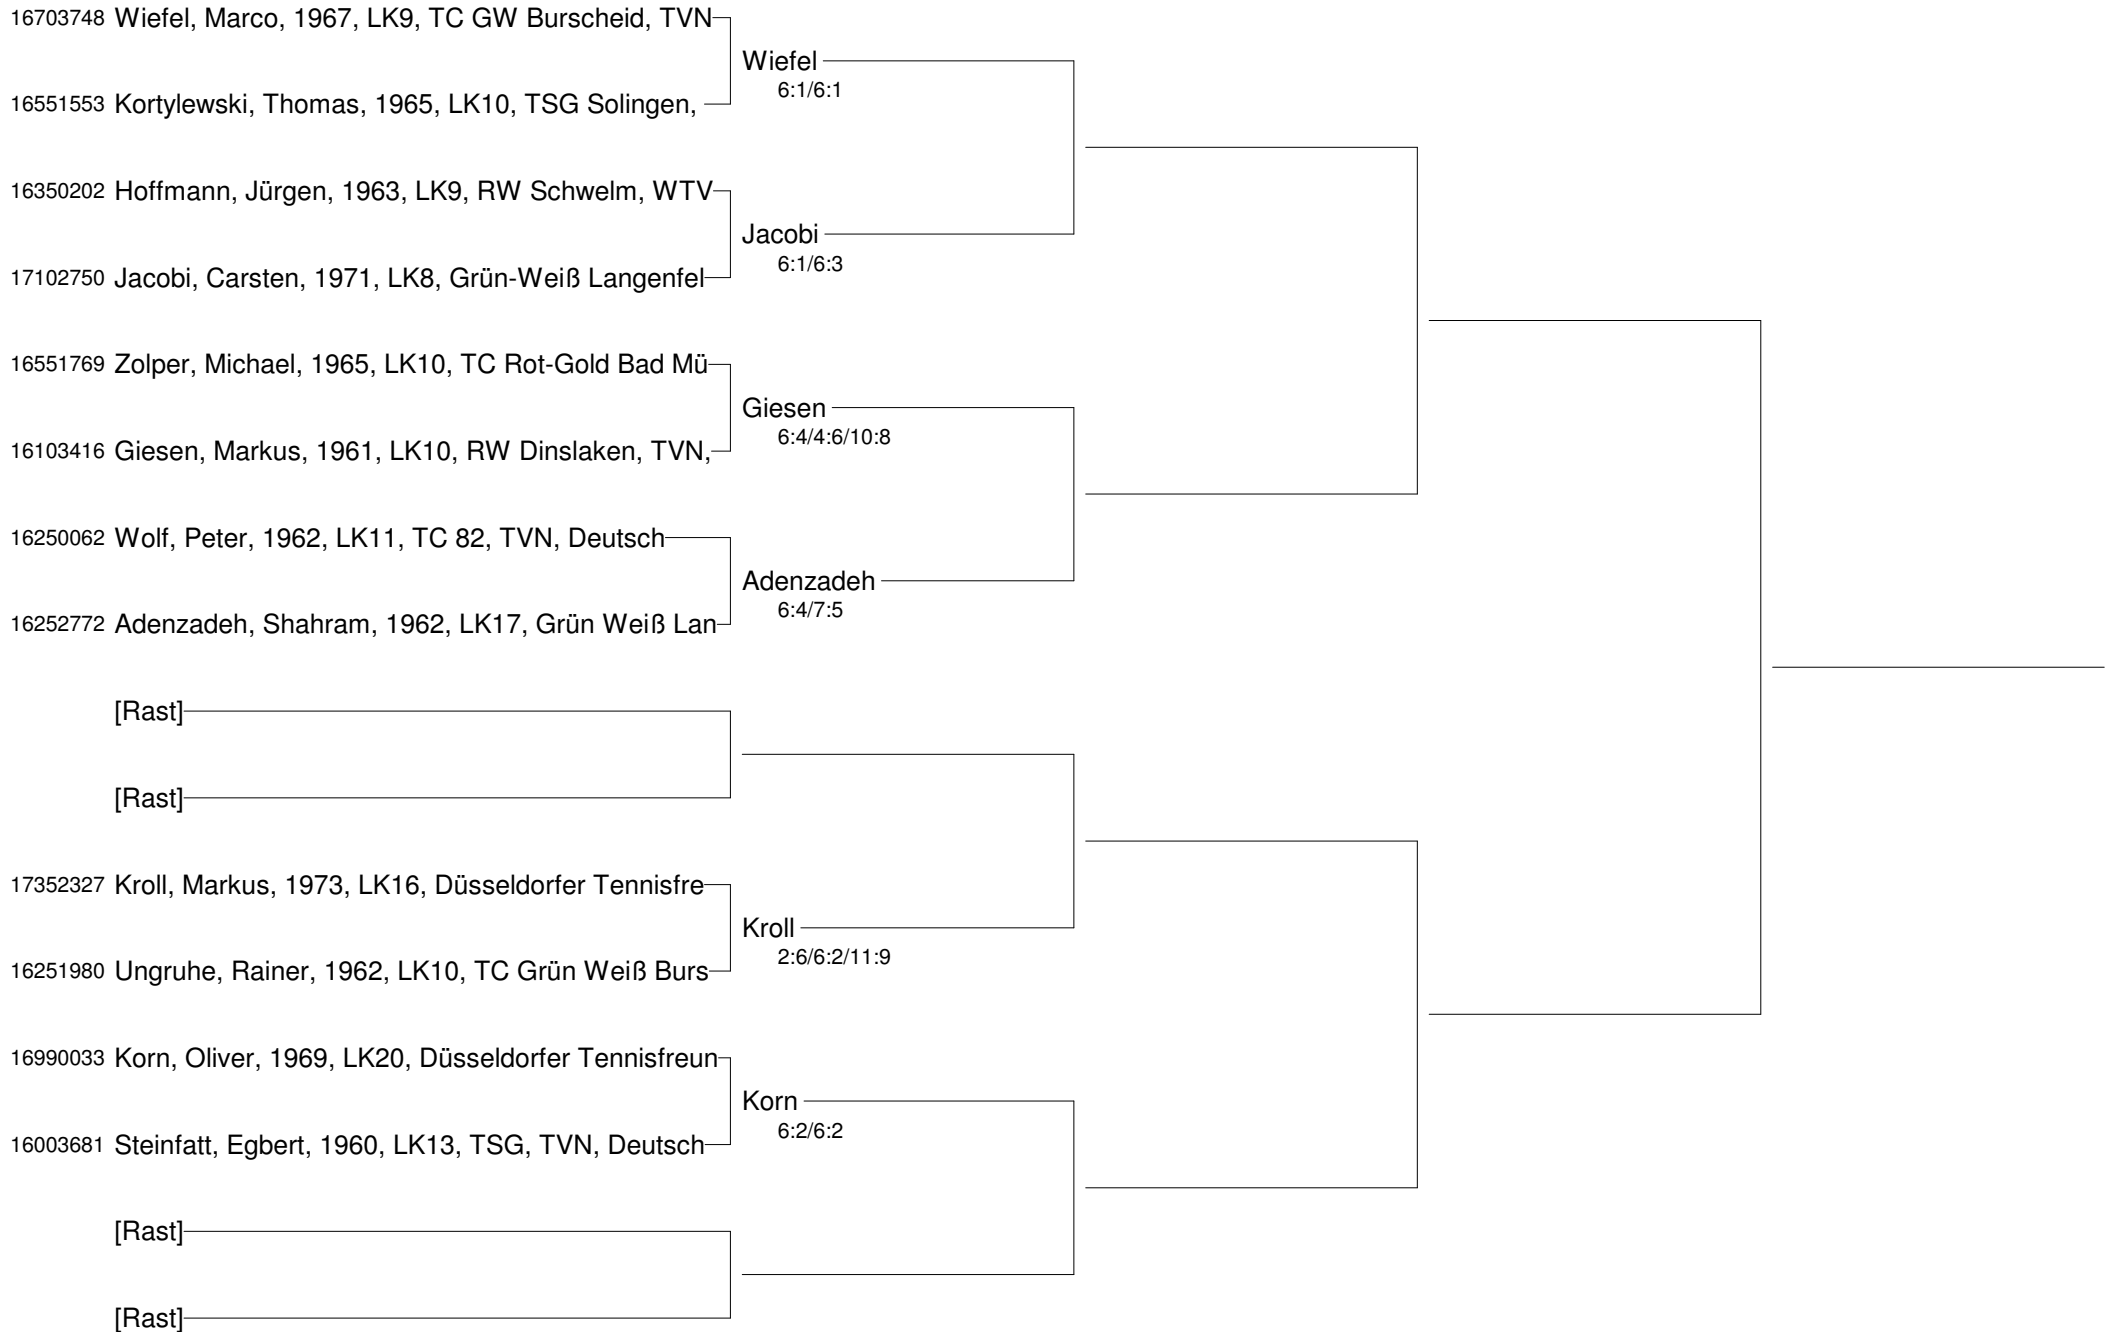 16703748 Wiefel, Marco, 1967, LK9, TC GW Burscheid, TVN
Wiefel
6:1/6:1
16551553 Kortylewski, Thomas, 1965, LK10, TSG Solingen,
16350202 Hoffmann, Jürgen, 1963, LK9, RW Schwelm, WTV
Jacobi
6:1/6:3
17102750 Jacobi, Carsten, 1971, LK8, Grün-Weiß Langenfel
16551769 Zolper, Michael, 1965, LK10, TC Rot-Gold Bad Mü
Giesen
6:4/4:6/10:8
16103416 Giesen, Markus, 1961, LK10, RW Dinslaken, TVN,
16250062 Wolf, Peter, 1962, LK11, TC 82, TVN, Deutsch
Adenzadeh
6:4/7:5
16252772 Adenzadeh, Shahram, 1962, LK17, Grün Weiß Lan
[Rast]
[Rast]
17352327 Kroll, Markus, 1973, LK16, Düsseldorfer Tennisfre
Kroll
2:6/6:2/11:9
16251980 Ungruhe, Rainer, 1962, LK10, TC Grün Weiß Burs
16990033 Korn, Oliver, 1969, LK20, Düsseldorfer Tennisfreun
Korn
6:2/6:2
16003681 Steinfatt, Egbert, 1960, LK13, TSG, TVN, Deutsch
[Rast]
[Rast]